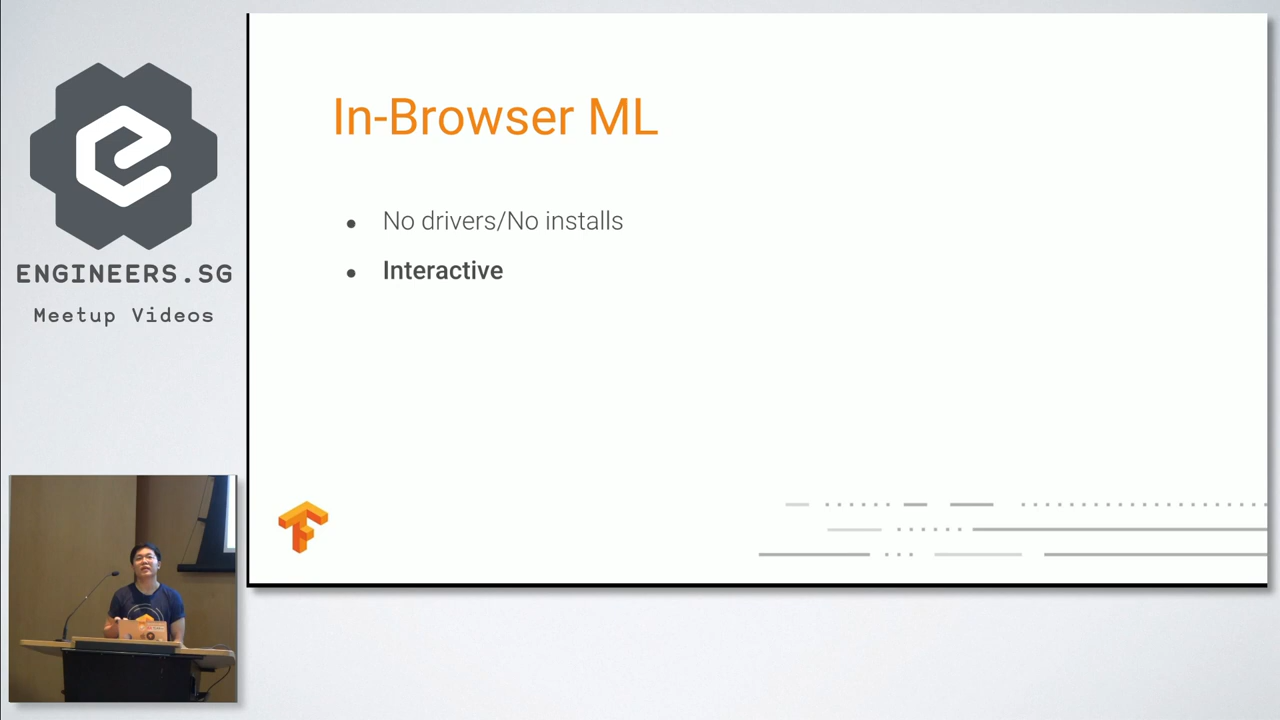 ENGINEERS.SG
Meetup Videos
In-Browser ML
No drivers/No installs
Interactive